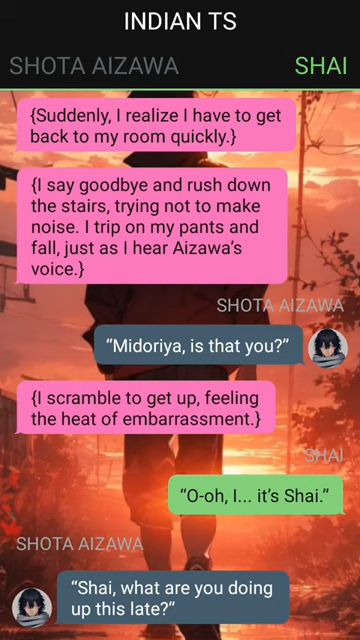 INDIAN TS
SHOTA AIZAWA SHAI
{Suddenly, I realize I have to get
back to my room quickly.}
{I say goodbye and rush down
the stairs, trying not to make
noise. I trip on my pants and
fall, just as I hear Aizawa’s
voice.}
SHOTA AIZAWA
“Midoriya, is that you?”
{I scramble to get up, feeling
the heat of embarrassment.}
SHAI
“O-oh, I... it’s Shai.”
SHOTA AIZAWA
“Shai, what are you doing
up this late?”